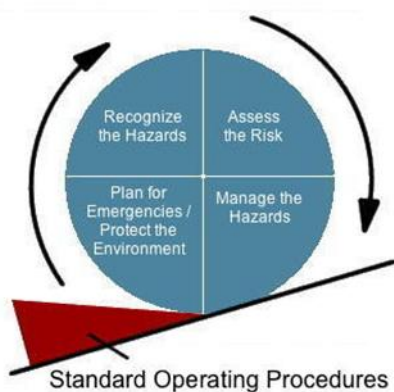 Recognize
the Hazards
Assess
the Risk
Plan for
Emergencies /
Protect the
Environment
Manage the
Hazards
Standard Operating Procedures